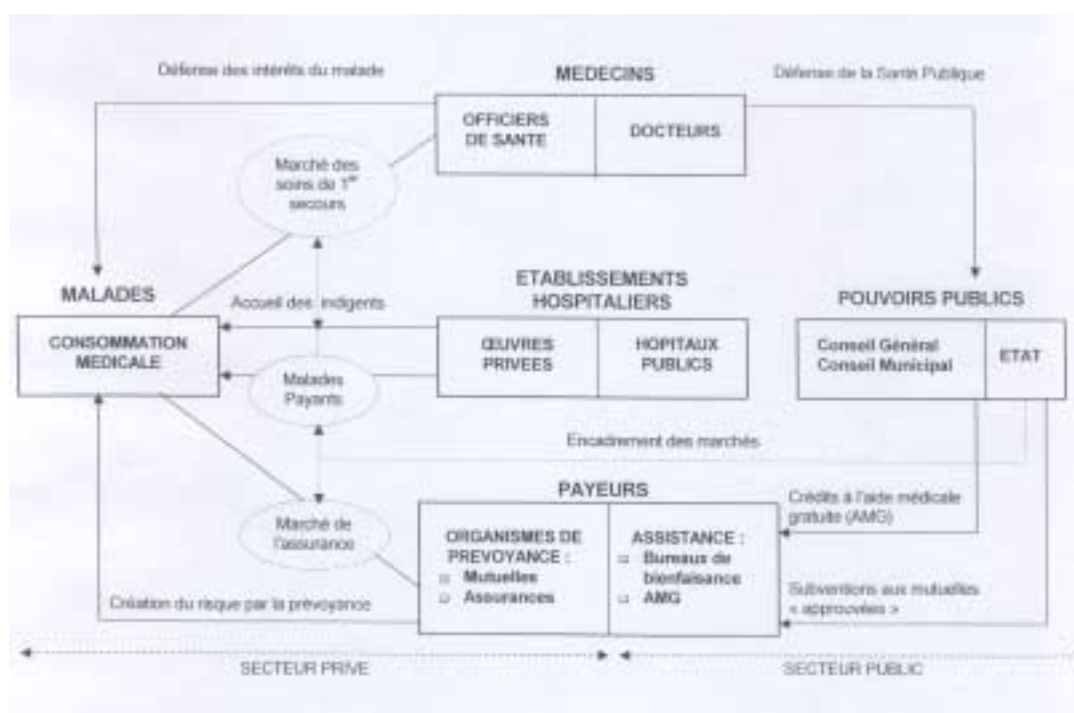 Défense des intérêts du malade
MEDECINS
Défense de la Santé Publique
OFFICIERS
DE SANTE
DOCTEURS
Marché des
soins de 1er
secours
MALADES
Accueil des indigents
ETABLISSEMENTS
HOSPITALIERS
POUVOIRS PUBLICS
CONSOMMATION
MEDICALE
ŒUVRES
PRIVEES
HOPITAUX
PUBLICS
Conseil Général
Conseil Municipal
ETAT
Malades
Payants
Encadrement des marchés
PAYEURS
Crédits à l'aide médicale
gratuite (AMG)
Marché de
l'assurance
ORGANISMES DE
PREVOYANCE :
Mutuelles
Assurances
ASSISTANCE :
Bureaux de
bienfaisance
AMG
Subventions aux mutuelles
« approuvées »
Création du risque par la prévoyance
SECTEUR PRIVE
SECTEUR PUBLIC